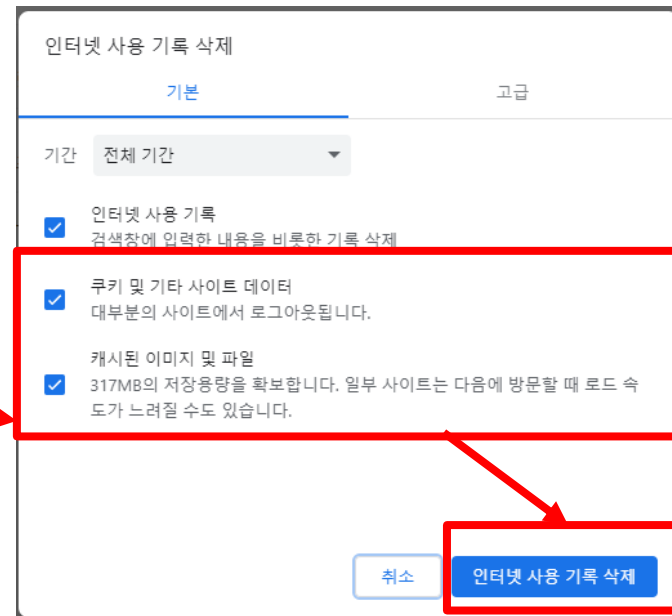 인터넷 사용 기록 삭제
기본 고급
기간 전체 기간
인터넷 사용 기록
검색창에 입력한 내용을 비롯한 기록 삭제
쿠키 및 기타 사이트 데이터
대부분의 사이트에서 로그아웃됩니다.
캐시된 이미지 및 파일
317MB의 저장용량을 확보합니다. 일부 사이트는 다음에 방문할 때 로드 속
도가 느려질 수도 있습니다.
취소 인터넷 사용 기록 삭제